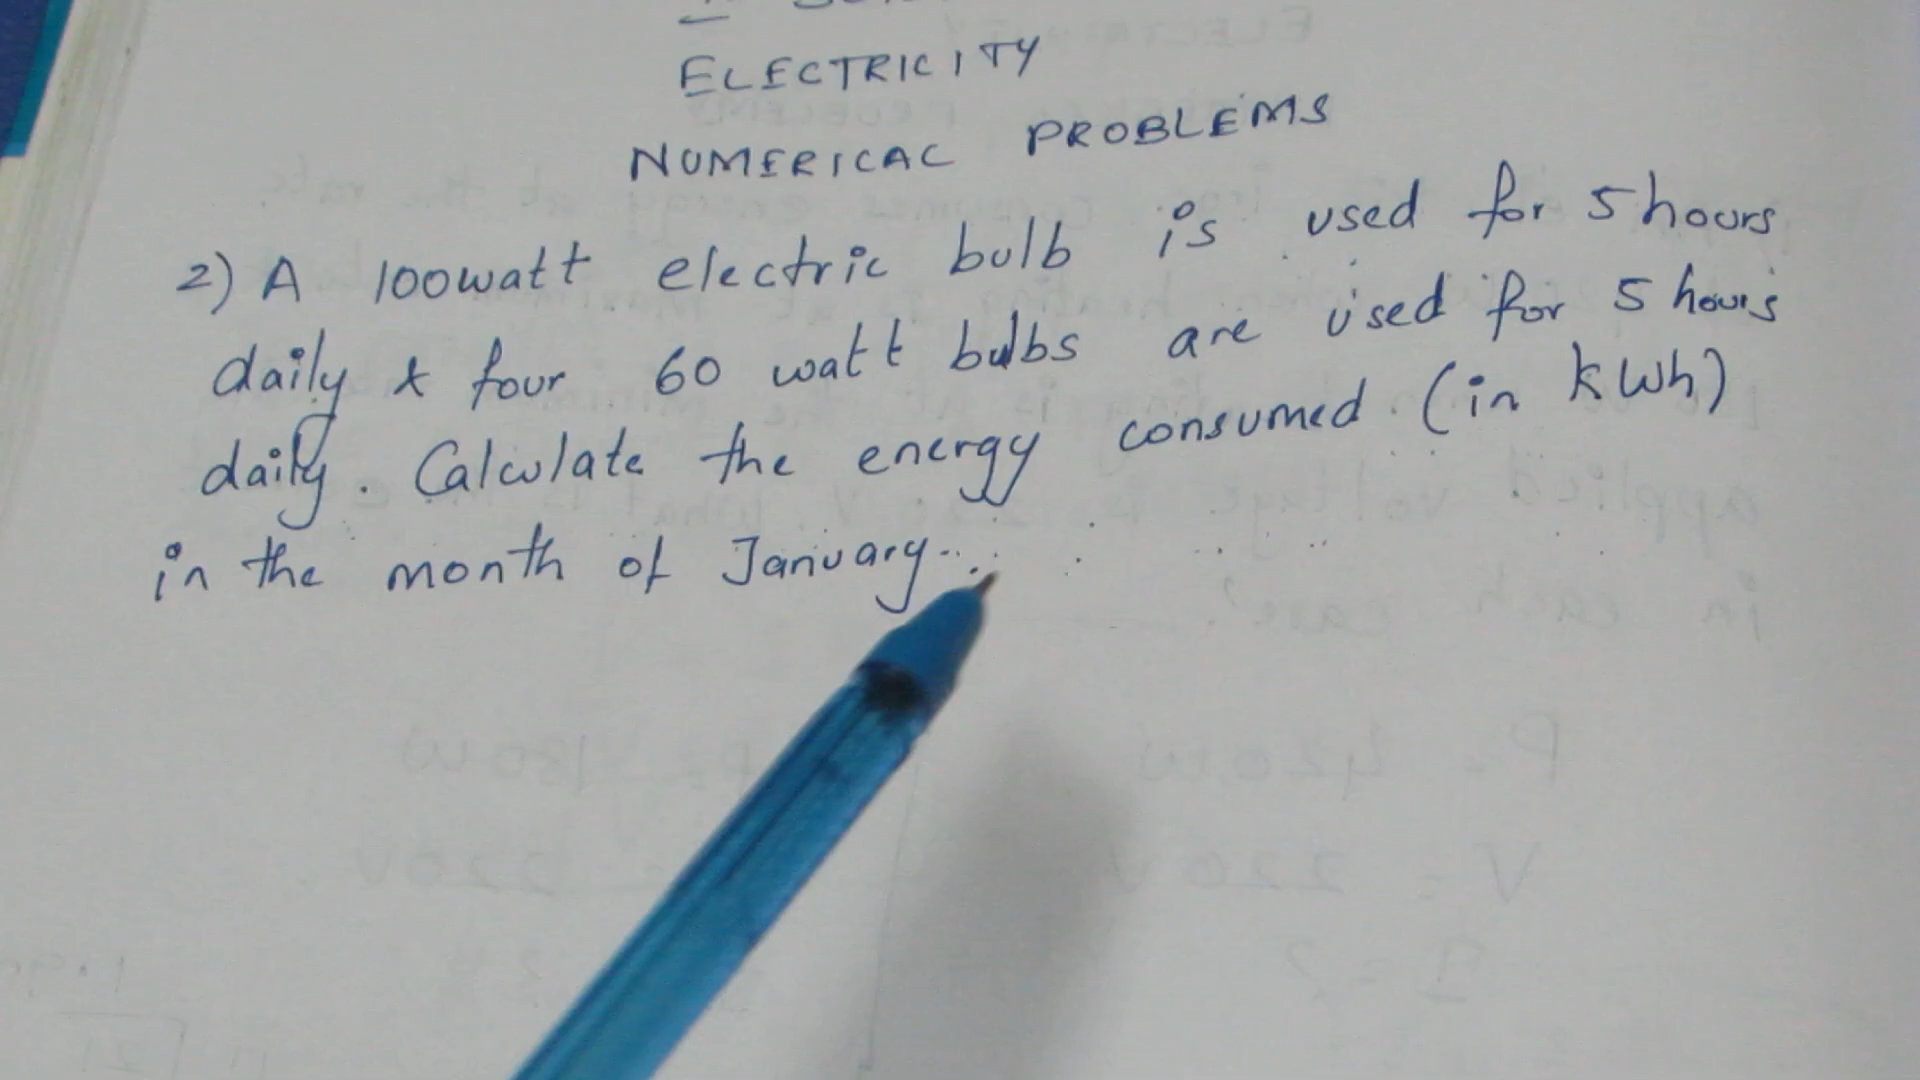 ELECTRICITY
NUMERICAL PROBLEMS
2) A 100watt electric bulb is used for 5 hours
daily & four 60 watt bulbs are used for 5 hours
daily. Calculate the energy consumed (in kWh)
in the month of January...